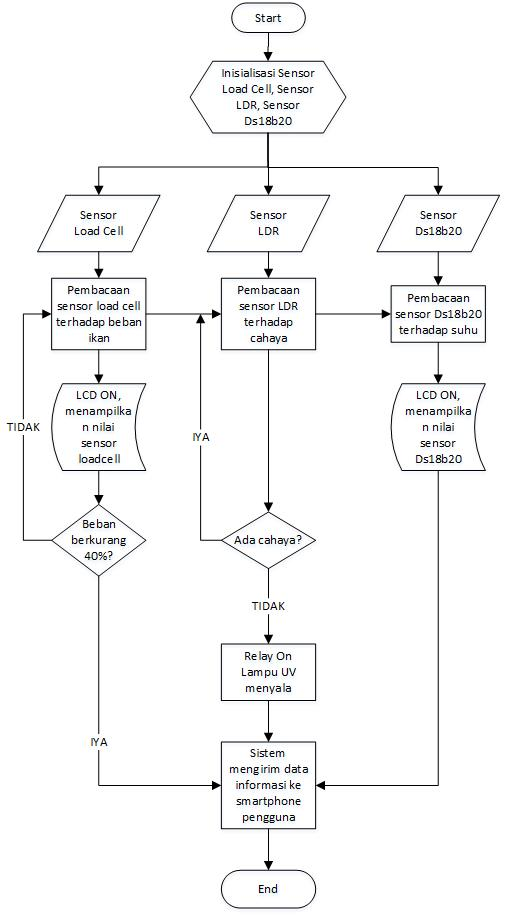 Start
Inisialisasi Sensor
Load Cell, Sensor
LDR, Sensor
Ds18b20
Sensor
Load Cell
Sensor
LDR
Sensor
Ds18b20
Pembacaan
sensor load cell
terhadap beban
ikan
Pembacaan
sensor LDR
terhadap
cahaya
Pembacaan
sensor Ds18b20
terhadap suhu
LCD ON,
menampilka
n nilai
sensor
loadcell
LCD ON,
menampilka
n nilai
sensor
Ds18b20
TIDAK
IYA
Beban
berkurang
40%?
Ada cahaya?
TIDAK
Relay On
Lampu UV
menyala
IYA
Sistem
mengirim data
informasi ke
smartphone
pengguna
End